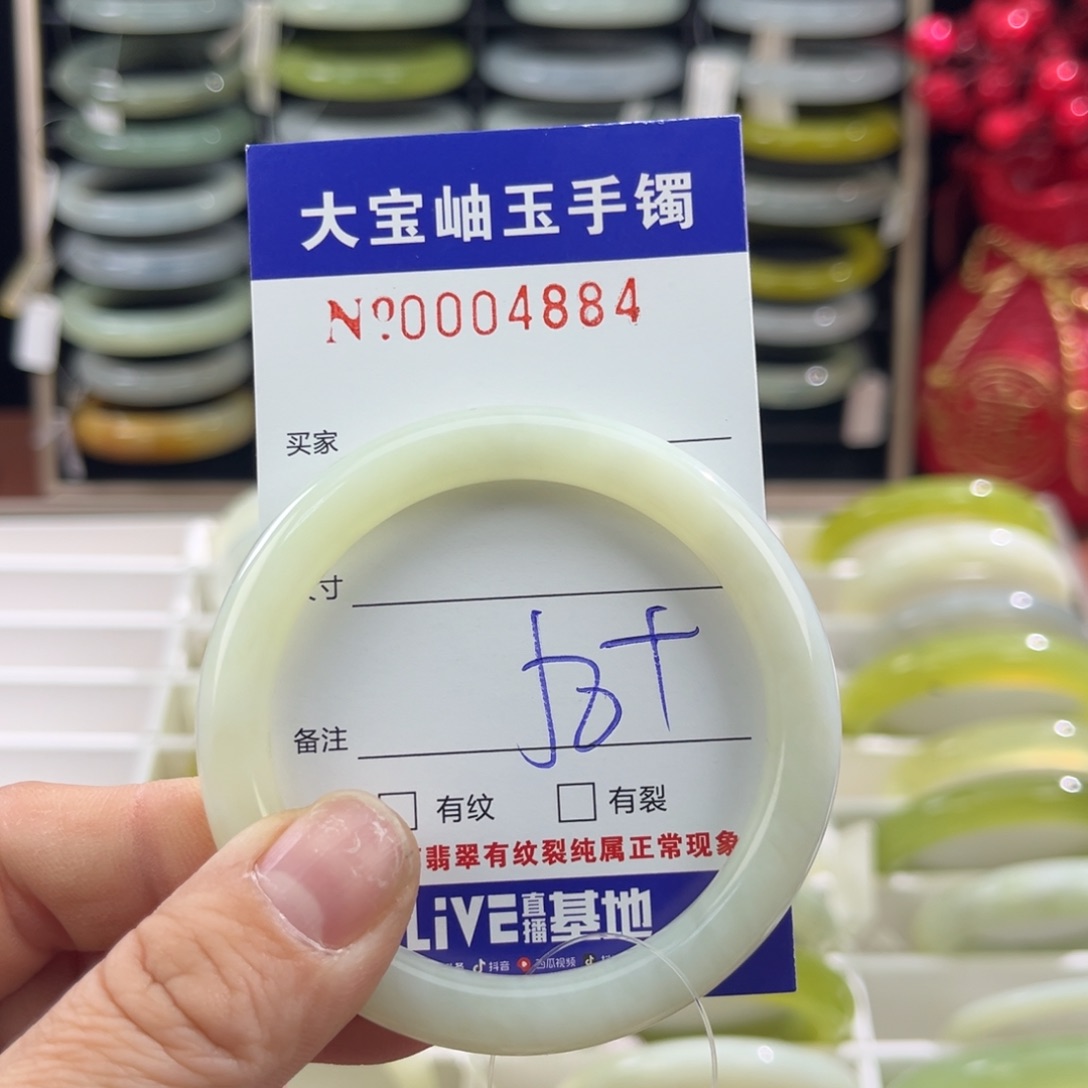 大宝岫玉手镯
Nº0004884
买家
寸
备注
有纹 有裂
翡翠有纹裂纯属正常现象
LiVE直播基地
抖音 西瓜视频